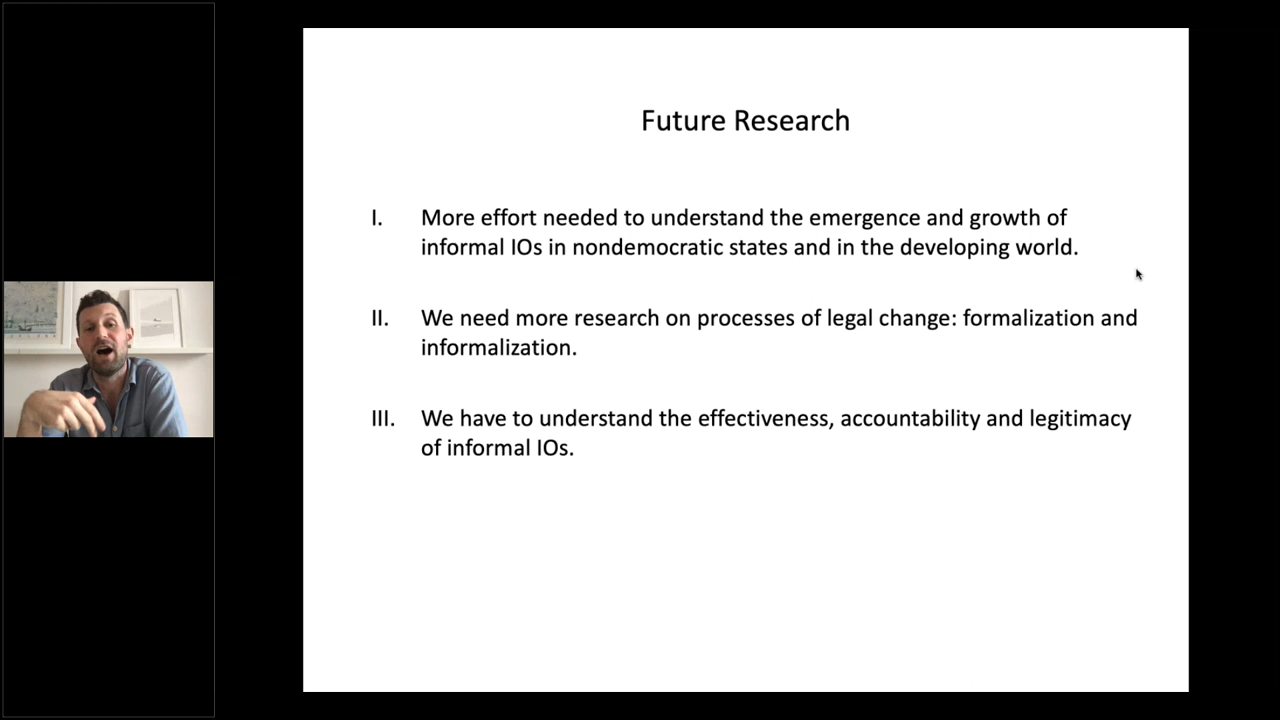 Future Research
I. More effort needed to understand the emergence and growth of
informal IOs in nondemocratic states and in the developing world.
II. We need more research on processes of legal change: formalization and
informalization.
III. We have to understand the effectiveness, accountability and legitimacy
of informal IOs.